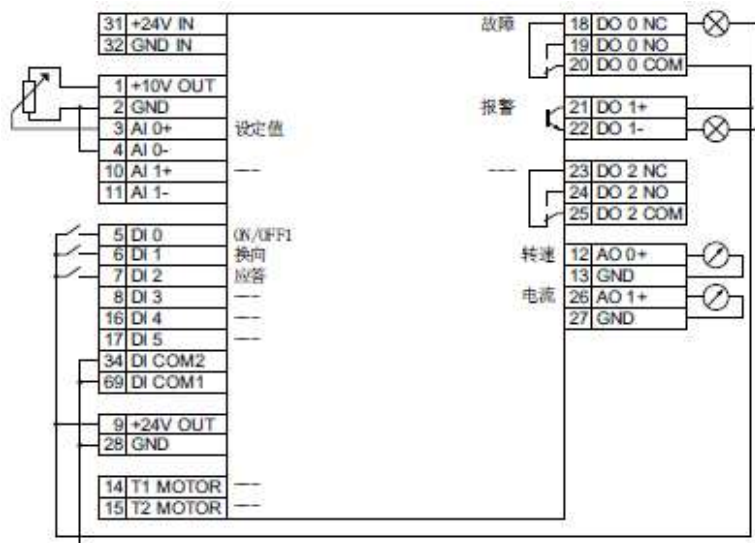 31 +24V IN
32 GND IN
1 +10V OUT
2 GND
3 AI 0+ 设定值
4 AI 0-
10 AI 1+ ---
11 AI 1-
5 DI 0 ON/OFF1
6 DI 1 换向
7 DI 2 应答
8 DI 3 ---
16 DI 4 ---
17 DI 5 ---
34 DI COM2
69 DI COM1
9 +24V OUT
28 GND
14 T1 MOTOR ---
15 T2 MOTOR ---
故障 18 DO 0 NC
19 DO 0 NO
20 DO 0 COM
报警 21 DO 1+
22 DO 1-
--- 23 DO 2 NC
24 DO 2 NO
25 DO 2 COM
转速 12 AO 0+
13 GND
电流 26 AO 1+
27 GND